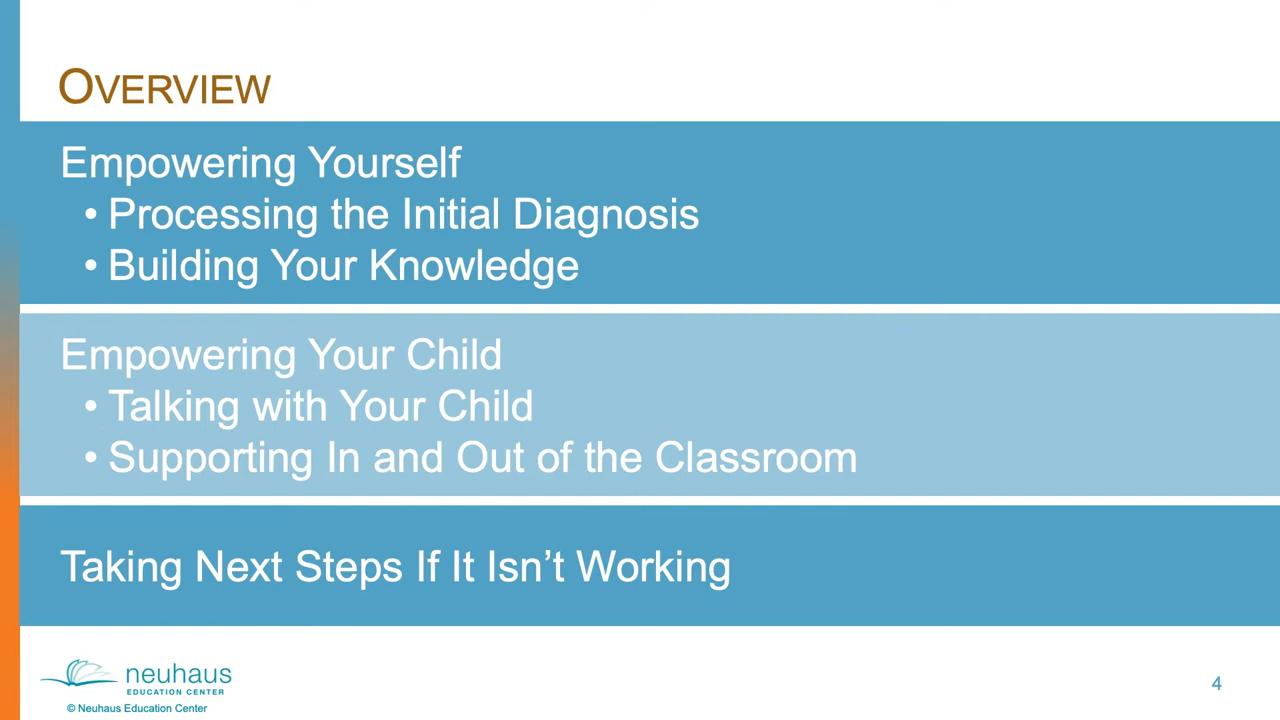 OVERVIEW
Empowering Yourself
• Processing the Initial Diagnosis
• Building Your Knowledge
Empowering Your Child
• Talking with Your Child
• Supporting In and Out of the Classroom
Taking Next Steps If It Isn’t Working
neuhaus
EDUCATION CENTER
© Neuhaus Education Center
4